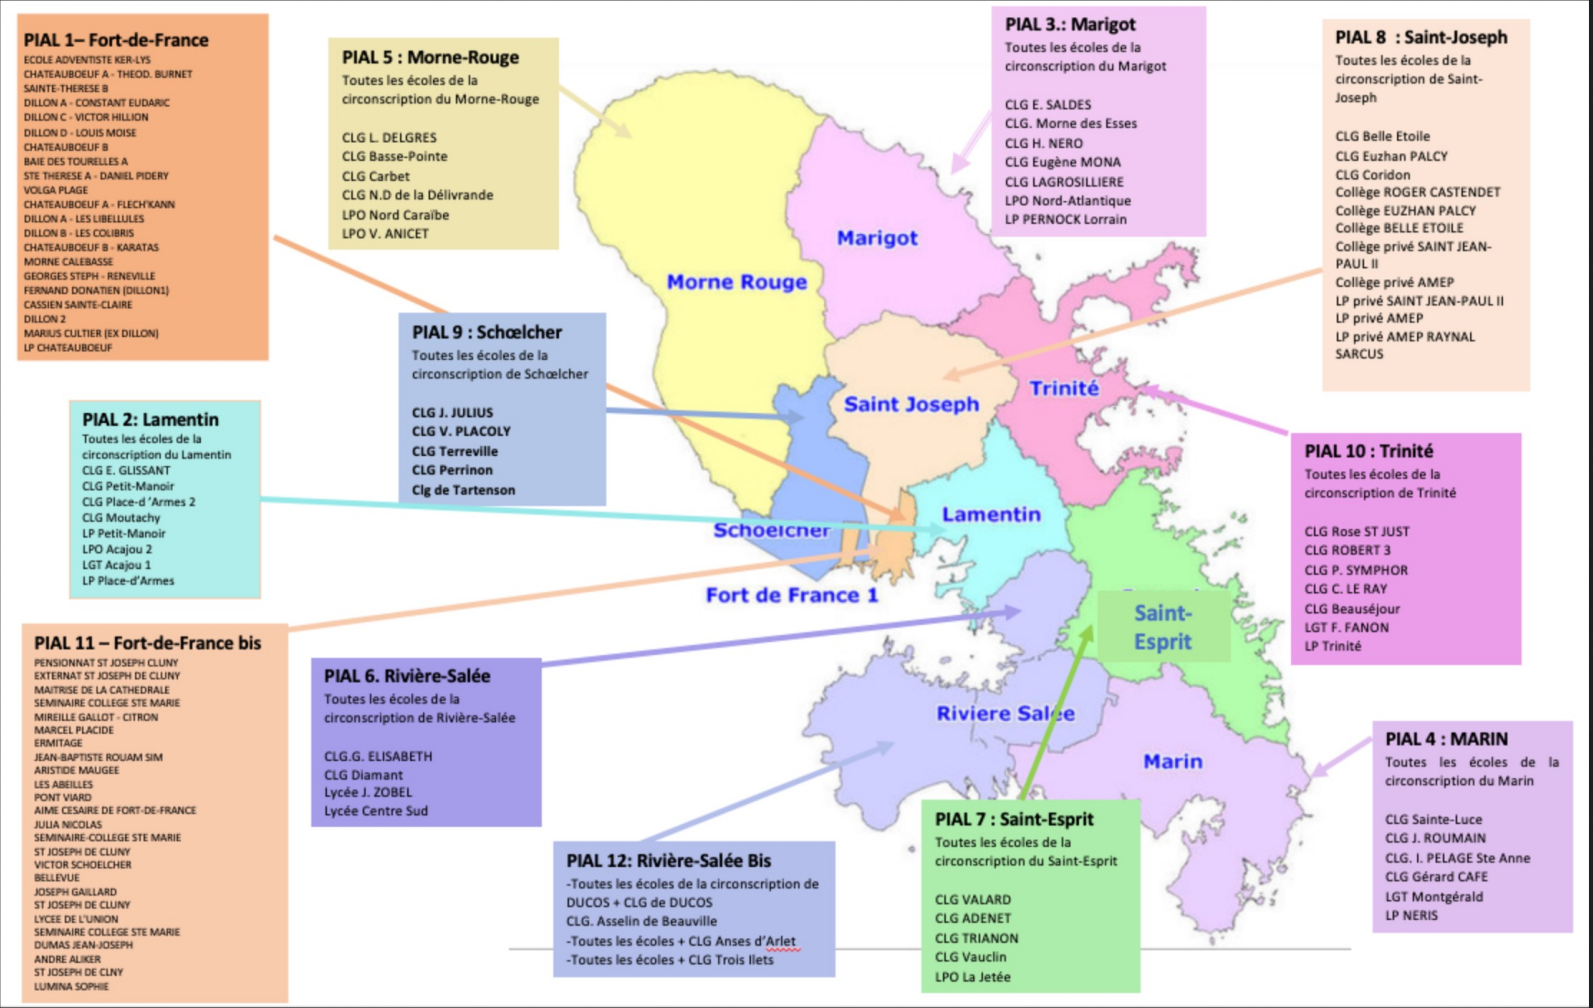 PIAL 1– Fort-de-France
ECOLE ADVENTISTE KER-LYS
CHATEAUBOEUF A - THEOD. BURNET
SAINTE-THERESE B
DILLON A - CONSTANT EUDARIC
DILLON C - VICTOR HILLION
DILLON D - LOUIS MOISE
CHATEAUBOEUF B
BAIE DES TOURELLES A
STE THERESE A - DANIEL PIDERY
VOLGA PLAGE
CHATEAUBOEUF A - FLECH'KANN
DILLON A - LES LIBELLULES
DILLON B - LES COLIBRIS
CHATEAUBOEUF B - KARATAS
MORNE CALEBASSE
GEORGES STEPH - RENEVILLE
FERNAND DONATIEN (DILLON1)
CASSIEN SAINTE-CLAIRE
DILLON 2
MARIUS CULTIER (EX DILLON)
LP CHATEAUBOEUF
PIAL 5 : Morne-Rouge
Toutes les écoles de la
circonscription du Morne-Rouge
CLG L. DELGRES
CLG Basse-Pointe
CLG Carbet
CLG N.D de la Délivrande
LPO Nord Caraïbe
LPO V. ANICET
PIAL 3.: Marigot
Toutes les écoles de la
circonscription du Marigot
CLG E. SALDES
CLG. Morne des Esses
CLG H. NERO
CLG Eugène MONA
CLG LAGROSILLIERE
LPO Nord-Atlantique
LP PERNOCK Lorrain
PIAL 8 : Saint-Joseph
Toutes les écoles de la
circonscription de Saint-
Joseph
CLG Belle Etoile
CLG Euzhan PALCY
CLG Coridon
Collège ROGER CASTENDET
Collège EUZHAN PALCY
Collège BELLE ETOILE
Collège privé SAINT JEAN-
PAUL II
Collège privé AMEP
LP privé SAINT JEAN-PAUL II
LP privé AMEP
LP privé AMEP RAYNAL
SARCUS
PIAL 9 : Schœlcher
Toutes les écoles de la
circonscription de Schœlcher
CLG J. JULIUS
CLG V. PLACOLY
CLG Terreville
CLG Perrinon
Clg de Tartenson
PIAL 2: Lamentin
Toutes les écoles de la
circonscription du Lamentin
CLG E. GLISSANT
CLG Petit-Manoir
CLG Place-d 'Armes 2
CLG Moutachy
LP Petit-Manoir
LPO Acajou 2
LGT Acajou 1
LP Place-d'Armes
Marigot
Morne Rouge
Saint Joseph
Trinité
Lamentin
Schoelcher
Fort de France 1
Saint-
Esprit
Riviere Salée
Marin
PIAL 10 : Trinité
Toutes les écoles de la
circonscription de Trinité
CLG Rose ST JUST
CLG ROBERT 3
CLG P. SYMPHOR
CLG C. LE RAY
CLG Beauséjour
LGT F. FANON
LP Trinité
PIAL 11 – Fort-de-France bis
PENSIONNAT ST JOSEPH CLUNY
EXTERNAT ST JOSEPH DE CLUNY
MAITRISE DE LA CATHEDRALE
SEMINAIRE COLLEGE STE MARIE
MIREILLE GALLOT - CITRON
MARCEL PLACIDE
ERMITAGE
JEAN-BAPTISTE ROUAM SIM
ARISTIDE MAUGEE
LES ABEILLES
PONT VIARD
AIME CESAIRE DE FORT-DE-FRANCE
JULIA NICOLAS
SEMINAIRE-COLLEGE STE MARIE
ST JOSEPH DE CLUNY
VICTOR SCHOELCHER
BELLEVUE
JOSEPH GAILLARD
ST JOSEPH DE CLUNY
LYCEE DE L'UNION
SEMINAIRE COLLEGE STE MARIE
DUMAS JEAN-JOSEPH
ANDRE ALIKER
ST JOSEPH DE CLNY
LUMINA SOPHIE
PIAL 6. Rivière-Salée
Toutes les écoles de la
circonscription de Rivière-Salée
CLG.G. ELISABETH
CLG Diamant
Lycée J. ZOBEL
Lycée Centre Sud
PIAL 12: Rivière-Salée Bis
-Toutes les écoles de la circonscription de
DUCOS + CLG de DUCOS
CLG. Asselin de Beauville
-Toutes les écoles + CLG Anses d'Arlet
-Toutes les écoles + CLG Trois Ilets
PIAL 7 : Saint-Esprit
Toutes les écoles de la
circonscription du Saint-Esprit
CLG VALARD
CLG ADENET
CLG TRIANON
CLG Vauclin
LPO La Jetée
PIAL 4 : MARIN
Toutes les écoles de la
circonscription du Marin
CLG Sainte-Luce
CLG J. ROUMAIN
CLG. I. PELAGE Ste Anne
CLG Gérard CAFE
LGT Montgérald
LP NERIS